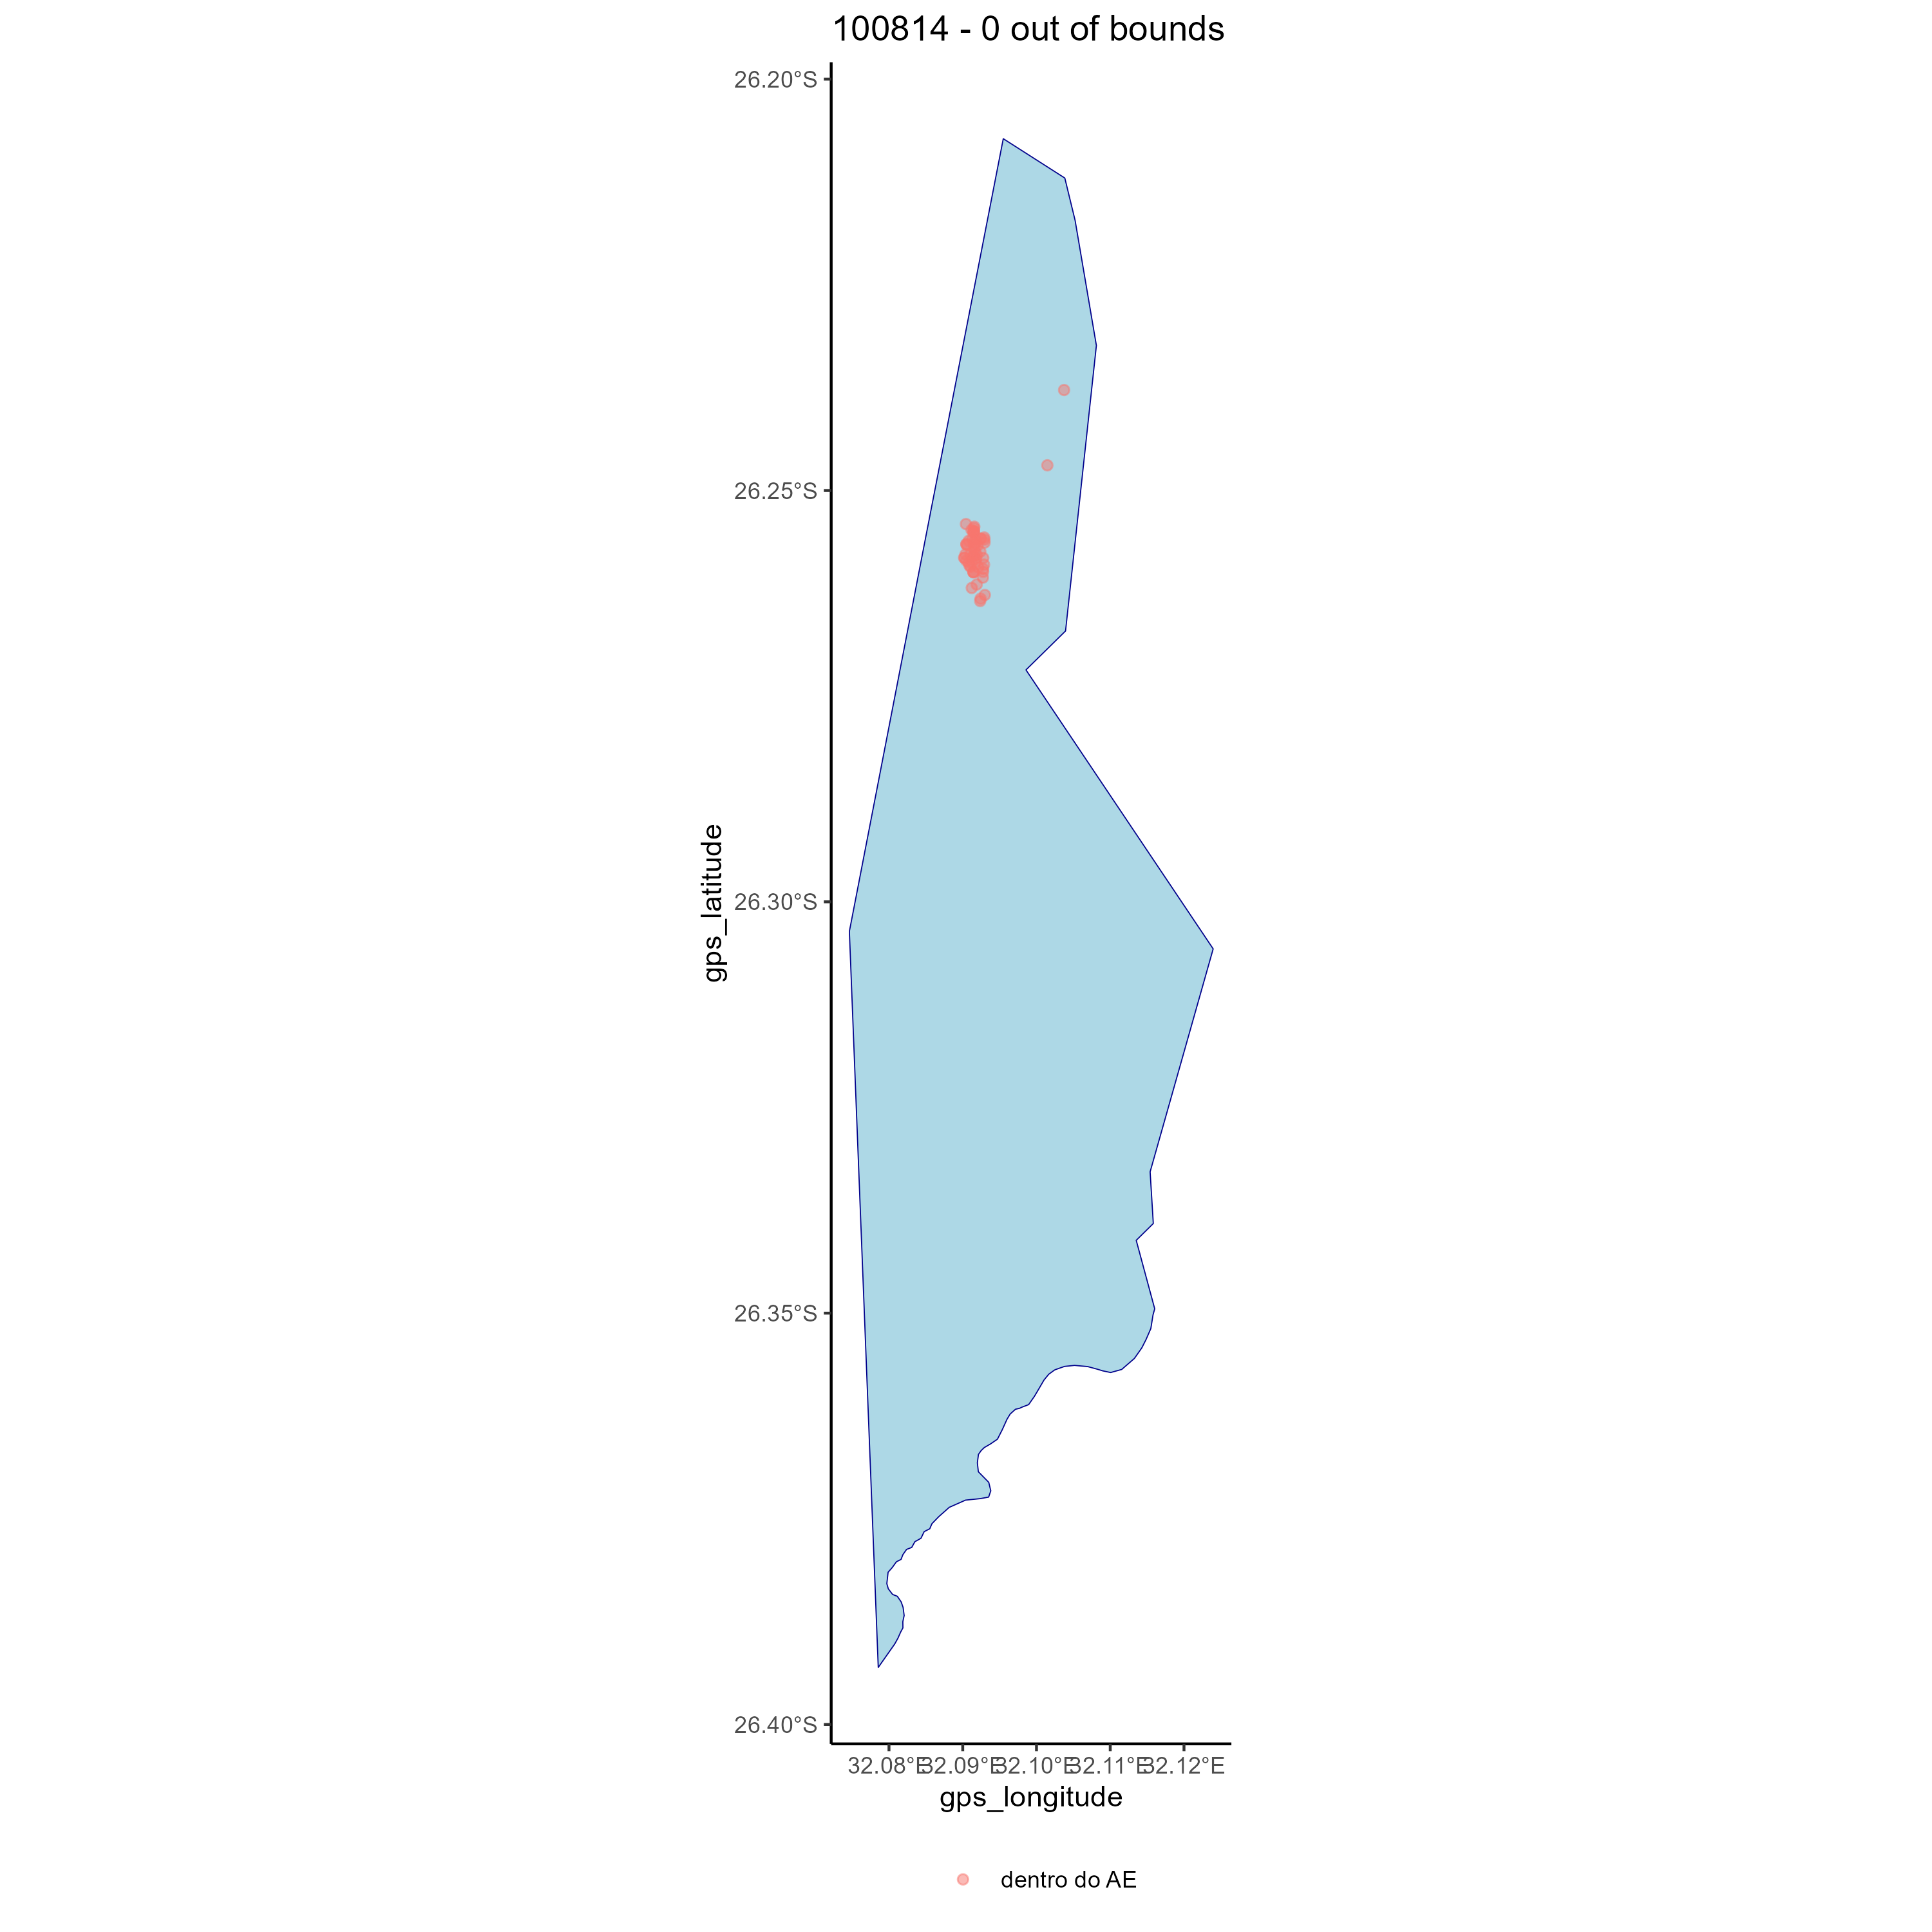 100814 - 0 out of bounds
26.20°S
26.25°S
26.30°S
26.35°S
26.40°S
gps_latitude
32.08°E 32.09°E 32.10°E 32.11°E 32.12°E
gps_longitude
dentro do AE